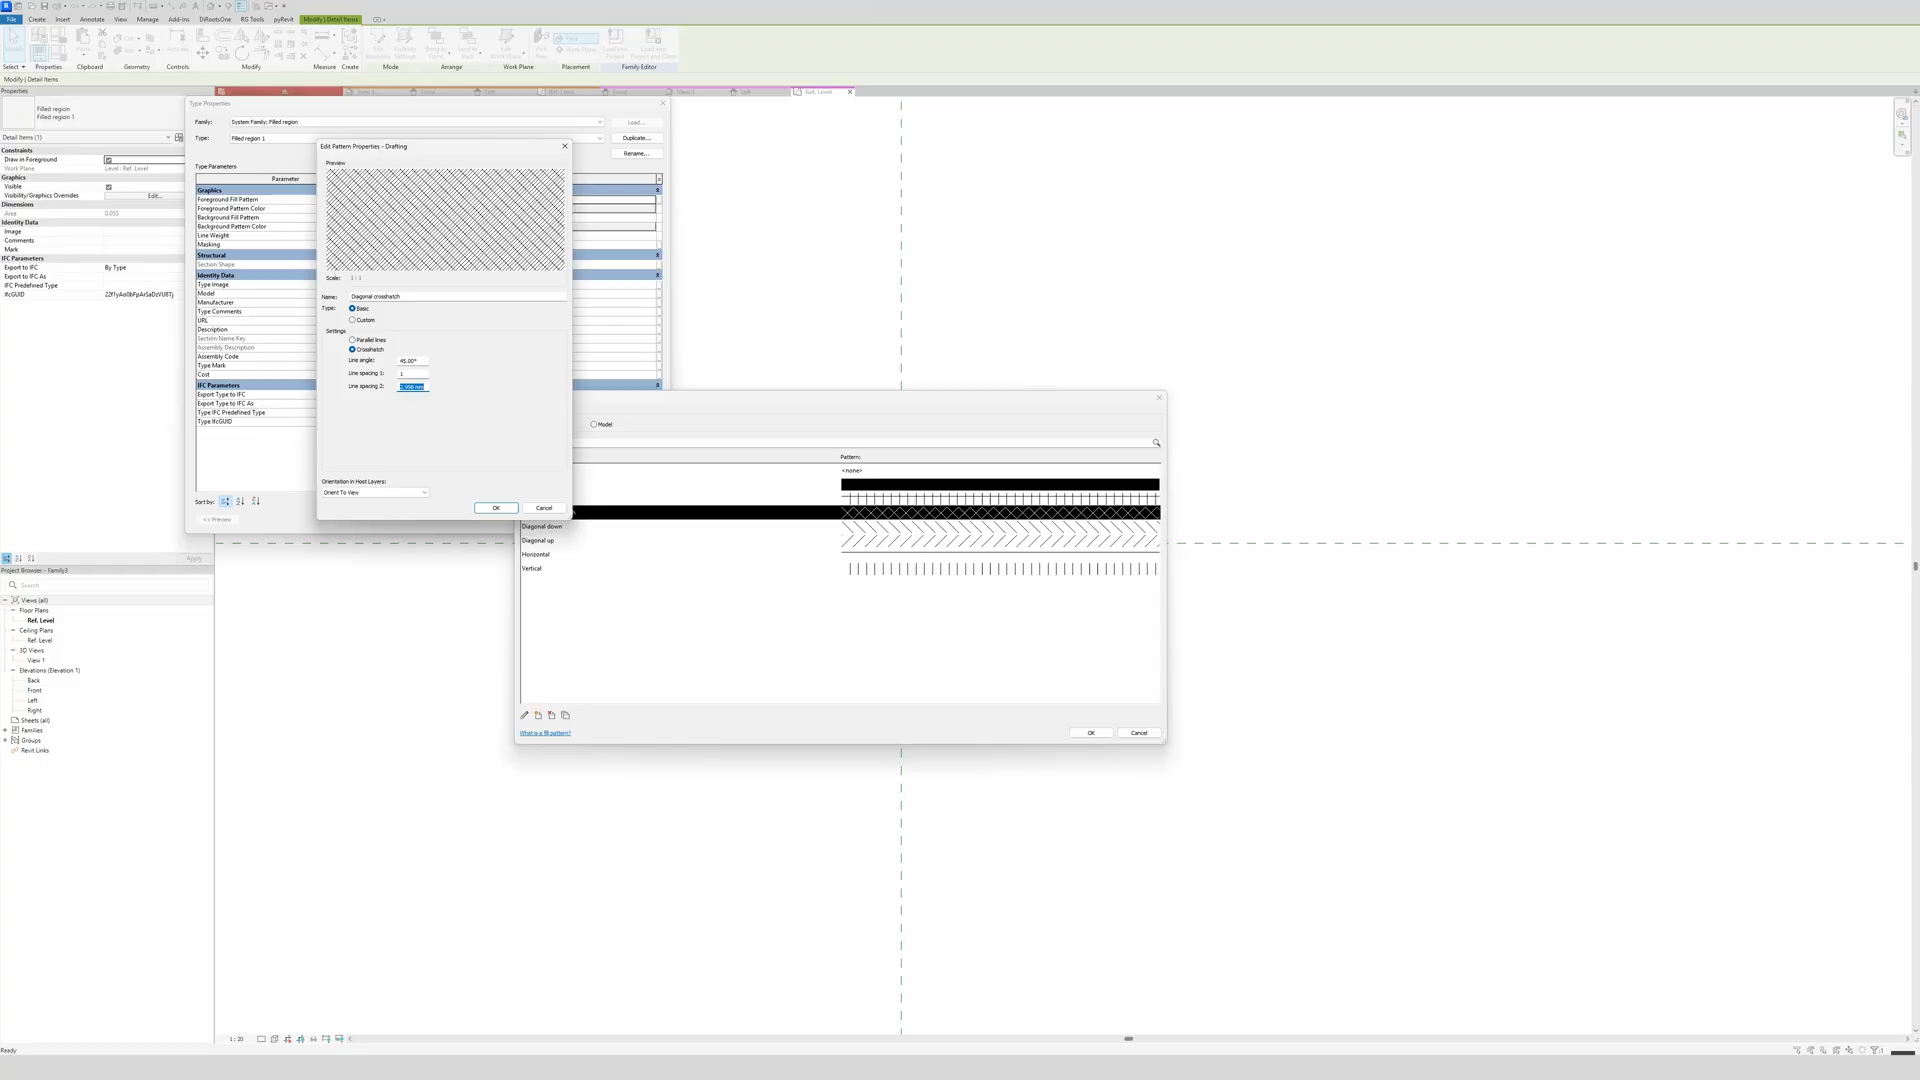 File Create Insert Annotate View Manage Add-Ins DiRootsOne RG Tools pyRevit Modify | Detail Items
Select Properties Clipboard Geometry Controls Modify Measure Create Mode Arrange Work Plane Placement Family Editor
Modify | Detail Items
Properties
Filled region
Filled region 1
Detail Items (1)
Constraints
Draw in Foreground
Work Plane Level : Ref. Level
Graphics
Visible
Visibility/Graphics Overrides Edit...
Dimensions
Area 0.053
Identity Data
Image
Comments
Mark
IFC Parameters
Export to IFC By Type
Export to IFC As
IFC Predefined Type
IfcGUID
Apply
Project Browser - Family3
Search
Views (all)
Floor Plans
Ref. Level
Ceiling Plans
Ref. Level
3D Views
View 1
Elevations (Elevation 1)
Back
Front
Left
Right
Sheets (all)
Families
Groups
Revit Links
Ready
Ref. Level
Type Properties
Family: System Family: Filled region Load...
Type: Filled region 1 Duplicate...
Rename...
Type Parameters
Parameter
Graphics
Foreground Fill Pattern
Foreground Pattern Color
Background Fill Pattern
Background Pattern Color
Line Weight
Masking
Structural
Section Shape
Identity Data
Type Image
Model
Manufacturer
Type Comments
URL
Description
Section Name Key
Assembly Description
Assembly Code
Type Mark
Cost
IFC Parameters
Export Type to IFC
Export Type to IFC As
Type IFC Predefined Type
Type IfcGUID
Sort by:
<< Preview
Edit Pattern Properties - Drafting
Preview
Scale: 1 : 1
Name: Diagonal crosshatch
Type: Basic
Custom
Settings
Parallel lines
Crosshatch
Line angle: 45.00°
Line spacing 1: 1
Line spacing 2:
Orientation in Host Layers:
Orient To View
OK Cancel
Model
Pattern:
<none>
Diagonal down
Diagonal up
Horizontal
Vertical
What is a fill pattern?
OK Cancel
1 : 20